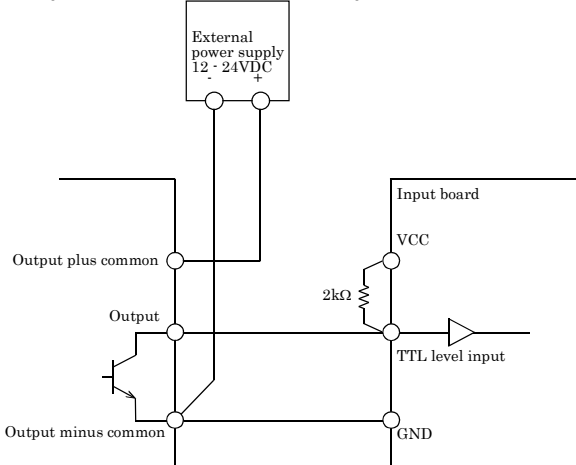 External
power supply
12 - 24VDC
- +
Input board
VCC
Output plus common
2kΩ
Output
TTL level input
Output minus common
GND